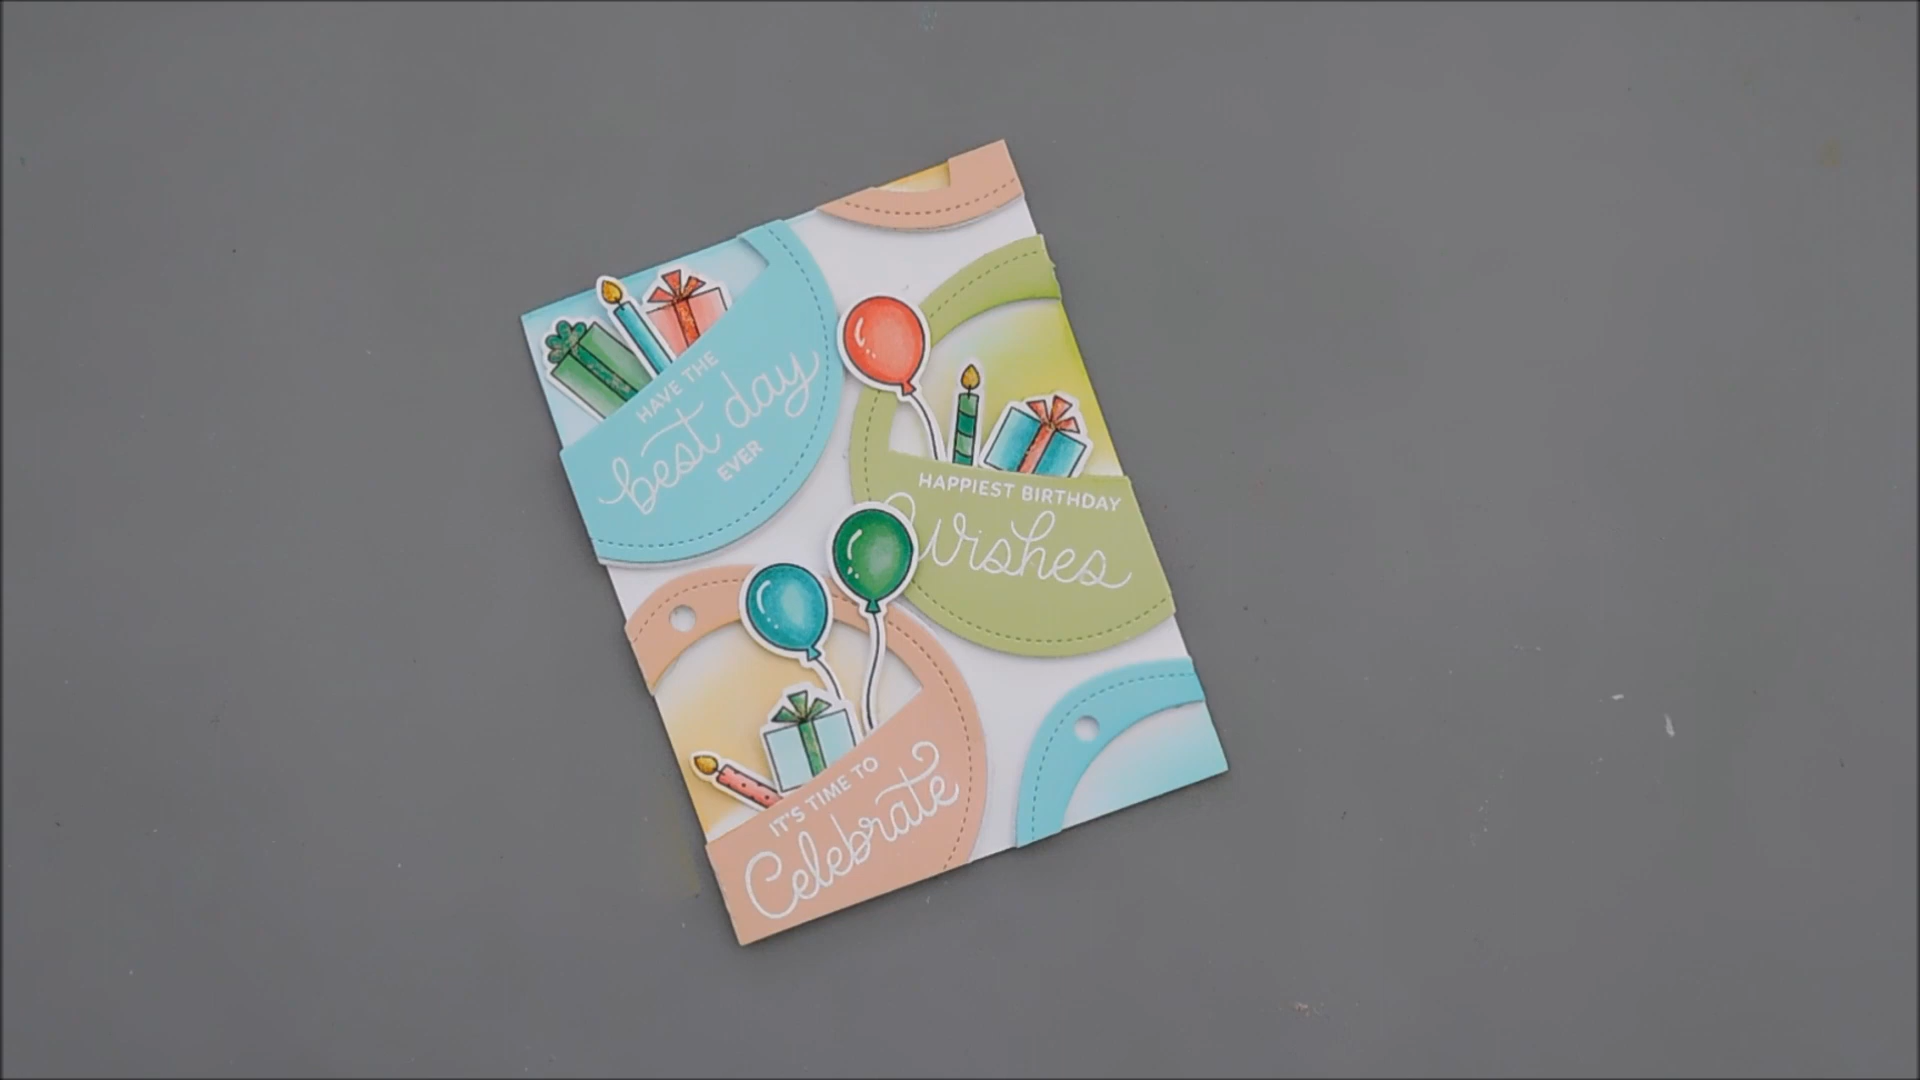 HAVE THE
best day
EVER
HAPPIEST BIRTHDAY
Wishes
IT'S TIME TO
Celebrate